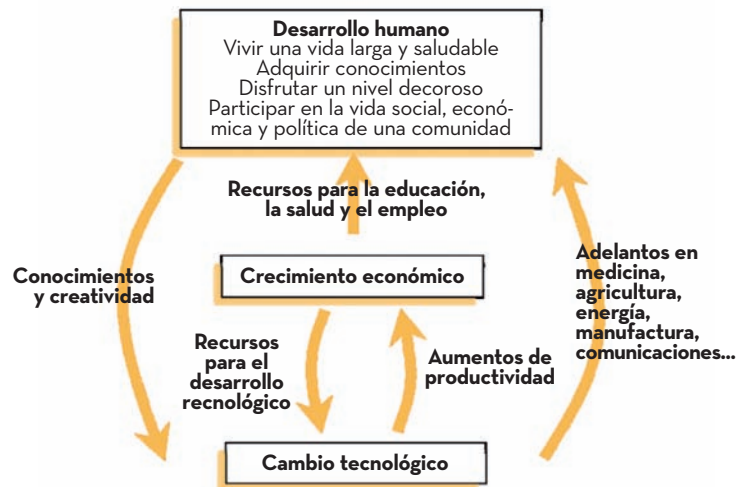 Desarrollo humano
Vivir una vida larga y saludable
Adquirir conocimientos
Disfrutar un nivel decoroso
Participar en la vida social, econó-
mica y política de una comunidad
Recursos para la educación,
la salud y el empleo
Conocimientos
y creatividad
Crecimiento económico
Adelantos en
medicina,
agricultura,
energía,
manufactura,
comunicaciones...
Recursos
para el
desarrollo
recnológico
Aumentos de
productividad
Cambio tecnológico